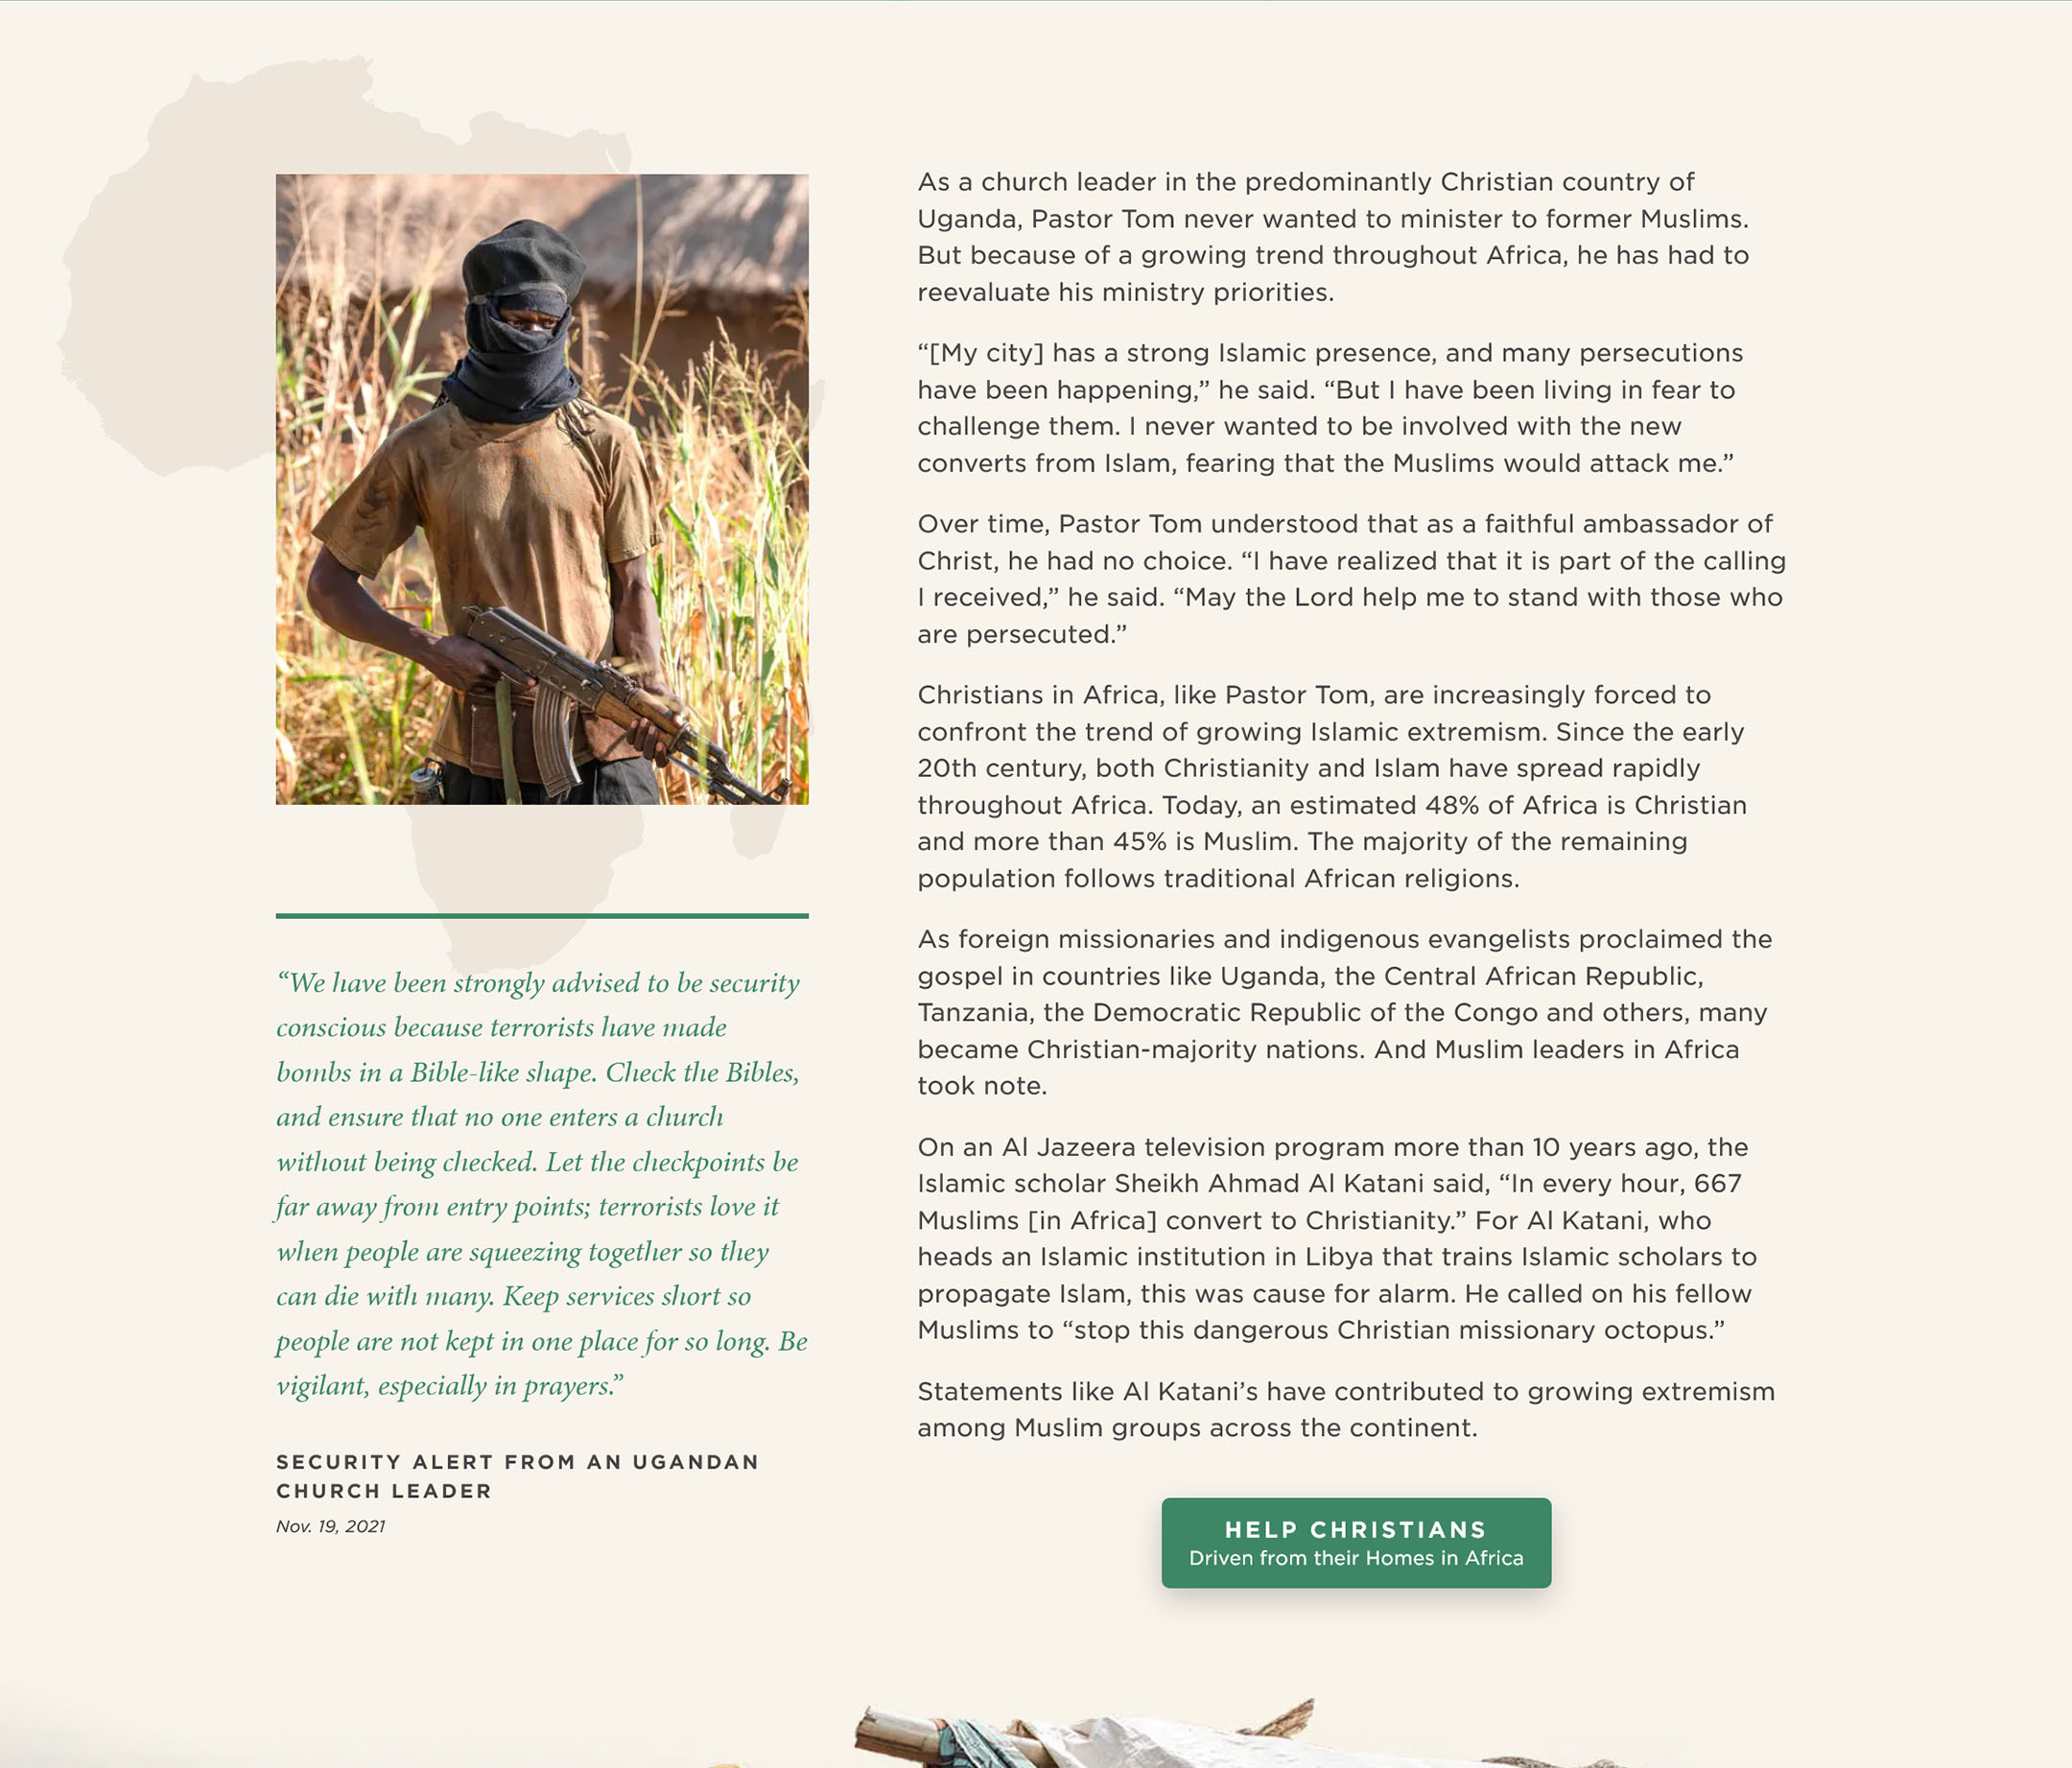 As a church leader in the predominantly Christian country of
Uganda, Pastor Tom never wanted to minister to former Muslims.
But because of a growing trend throughout Africa, he has had to
reevaluate his ministry priorities.
“[My city] has a strong Islamic presence, and many persecutions
have been happening,” he said. “But I have been living in fear to
challenge them. I never wanted to be involved with the new
converts from Islam, fearing that the Muslims would attack me.”
Over time, Pastor Tom understood that as a faithful ambassador of
Christ, he had no choice. “I have realized that it is part of the calling
I received,” he said. “May the Lord help me to stand with those who
are persecuted.”
Christians in Africa, like Pastor Tom, are increasingly forced to
confront the trend of growing Islamic extremism. Since the early
20th century, both Christianity and Islam have spread rapidly
throughout Africa. Today, an estimated 48% of Africa is Christian
and more than 45% is Muslim. The majority of the remaining
population follows traditional African religions.
As foreign missionaries and indigenous evangelists proclaimed the
gospel in countries like Uganda, the Central African Republic,
Tanzania, the Democratic Republic of the Congo and others, many
became Christian-majority nations. And Muslim leaders in Africa
took note.
On an Al Jazeera television program more than 10 years ago, the
Islamic scholar Sheikh Ahmad Al Katani said, “In every hour, 667
Muslims [in Africa] convert to Christianity.” For Al Katani, who
heads an Islamic institution in Libya that trains Islamic scholars to
propagate Islam, this was cause for alarm. He called on his fellow
Muslims to “stop this dangerous Christian missionary octopus.”
Statements like Al Katani’s have contributed to growing extremism
among Muslim groups across the continent.
HELP CHRISTIANS
Driven from their Homes in Africa
“We have been strongly advised to be security
conscious because terrorists have made
bombs in a Bible-like shape. Check the Bibles,
and ensure that no one enters a church
without being checked. Let the checkpoints be
far away from entry points; terrorists love it
when people are squeezing together so they
can die with many. Keep services short so
people are not kept in one place for so long. Be
vigilant, especially in prayers.”
SECURITY ALERT FROM AN UGANDAN
CHURCH LEADER
Nov. 19, 2021